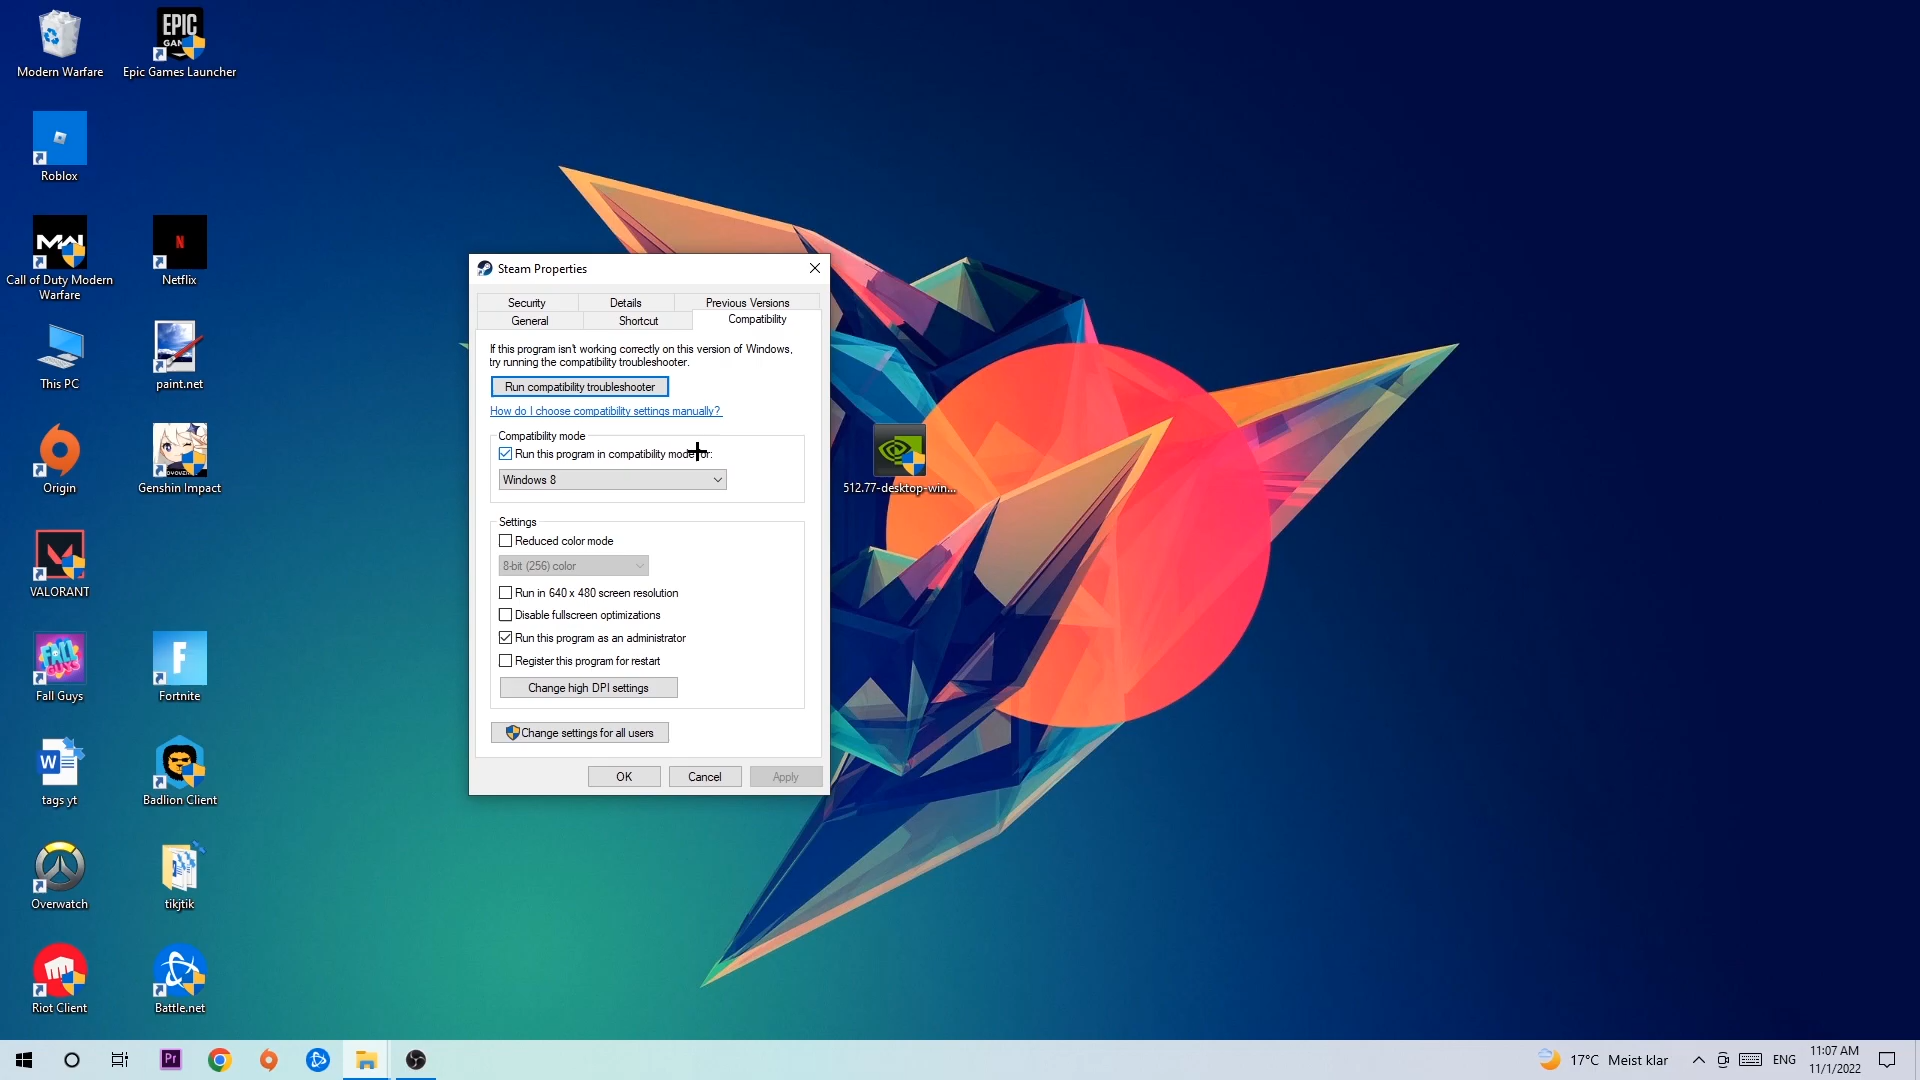 Modern Warfare
EPIC
GAMES
Epic Games Launcher
Roblox
MW
Call of Duty Modern
Warfare
N
Netflix
This PC
paint.net
Origin
Genshin Impact
VALORANT
FALL
Fall Guys
F
Fortnite
W
tags yt
Badlion Client
Overwatch
tikjtik
Riot Client
Battle.net
Steam Properties
Security
Details
Previous Versions
General
Shortcut
Compatibility
If this program isn't working correctly on this version of Windows,
try running the compatibility troubleshooter.
Run compatibility troubleshooter
How do I choose compatibility settings manually?
Compatibility mode
Run this program in compatibility mode for:
Windows 8
Settings
Reduced color mode
8-bit (256) color
Run in 640 x 480 screen resolution
Disable fullscreen optimizations
Run this program as an administrator
Register this program for restart
Change high DPI settings
Change settings for all users
OK
Cancel
Apply
512.77-desktop-win...
Pr
17°C Meist klar
ENG
11:07 AM
11/1/2022